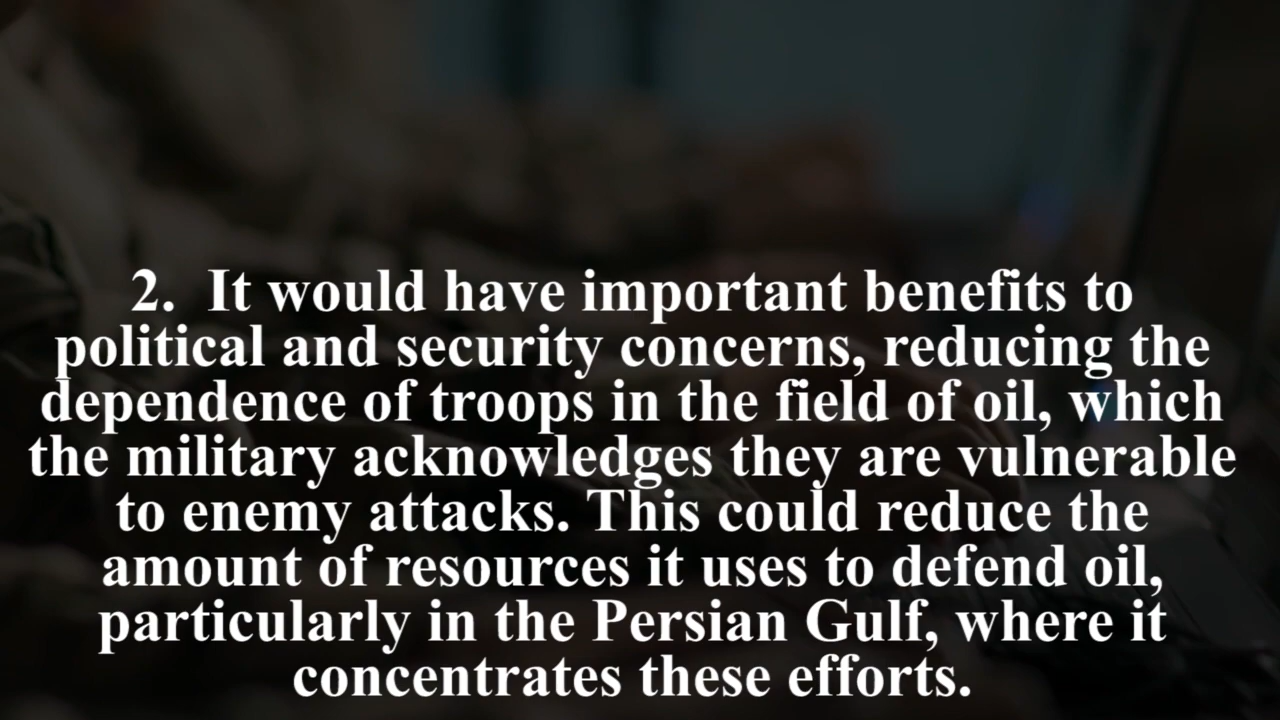 2.  It would have important benefits to
political and security concerns, reducing the
dependence of troops in the field of oil, which
the military acknowledges they are vulnerable
to enemy attacks. This could reduce the
amount of resources it uses to defend oil,
particularly in the Persian Gulf, where it
concentrates these efforts.